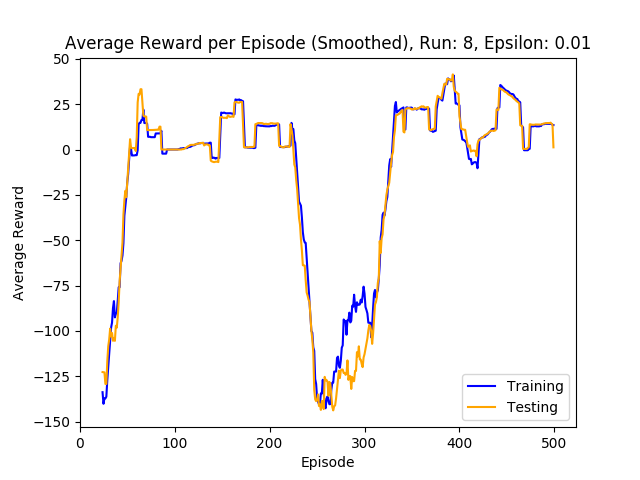 Average Reward per Episode (Smoothed), Run: 8, Epsilon: 0.01
50
25
0
−25
−50
−75
−100
−125
−150
Average Reward
0 100 200 300 400 500
Episode
Training
Testing